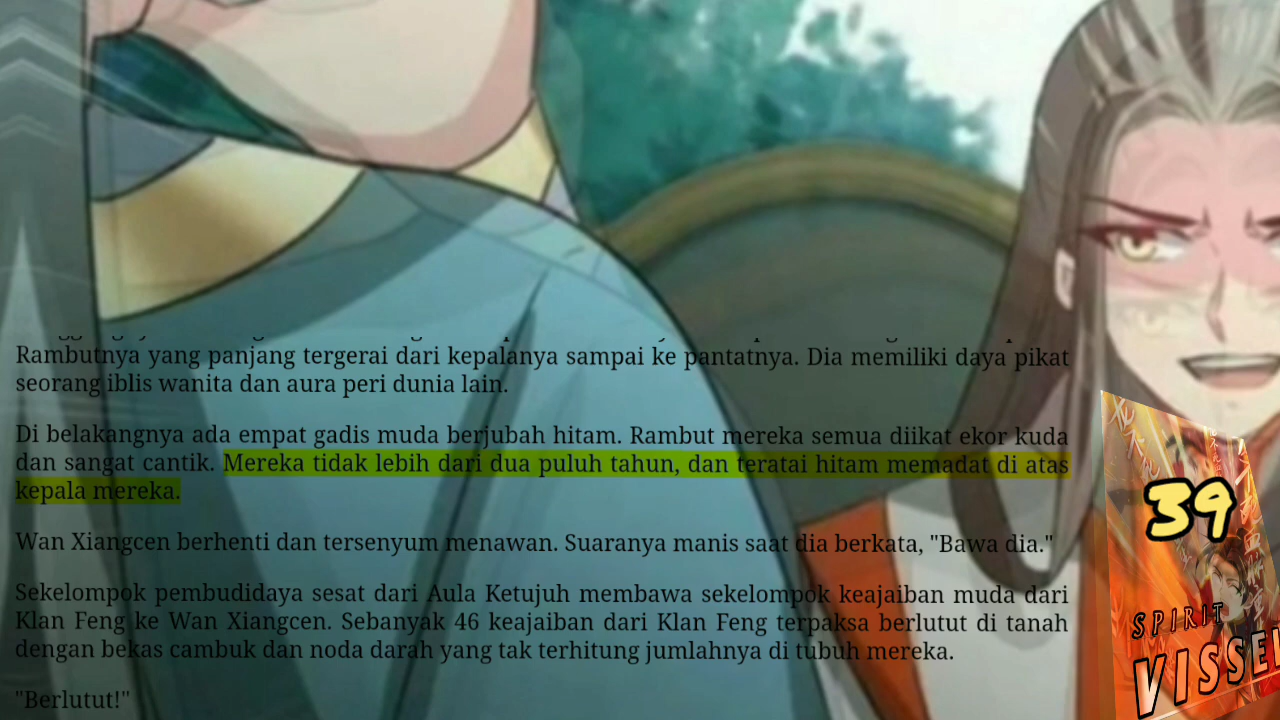 Rambutnya yang panjang tergerai dari kepalanya sampai ke pantatnya. Dia memiliki daya pikat
seorang iblis wanita dan aura peri dunia lain.
Di belakangnya ada empat gadis muda berjubah hitam. Rambut mereka semua diikat ekor kuda
dan sangat cantik. Mereka tidak lebih dari dua puluh tahun, dan teratai hitam memadat di atas
kepala mereka.
Wan Xiangcen berhenti dan tersenyum menawan. Suaranya manis saat dia berkata, "Bawa dia."
Sekelompok pembudidaya sesat dari Aula Ketujuh membawa sekelompok keajaiban muda dari
Klan Feng ke Wan Xiangcen. Sebanyak 46 keajaiban dari Klan Feng terpaksa berlutut di tanah
dengan bekas cambuk dan noda darah yang tak terhitung jumlahnya di tubuh mereka.
"Berlutut!"
39
SPIRIT
VISSEL